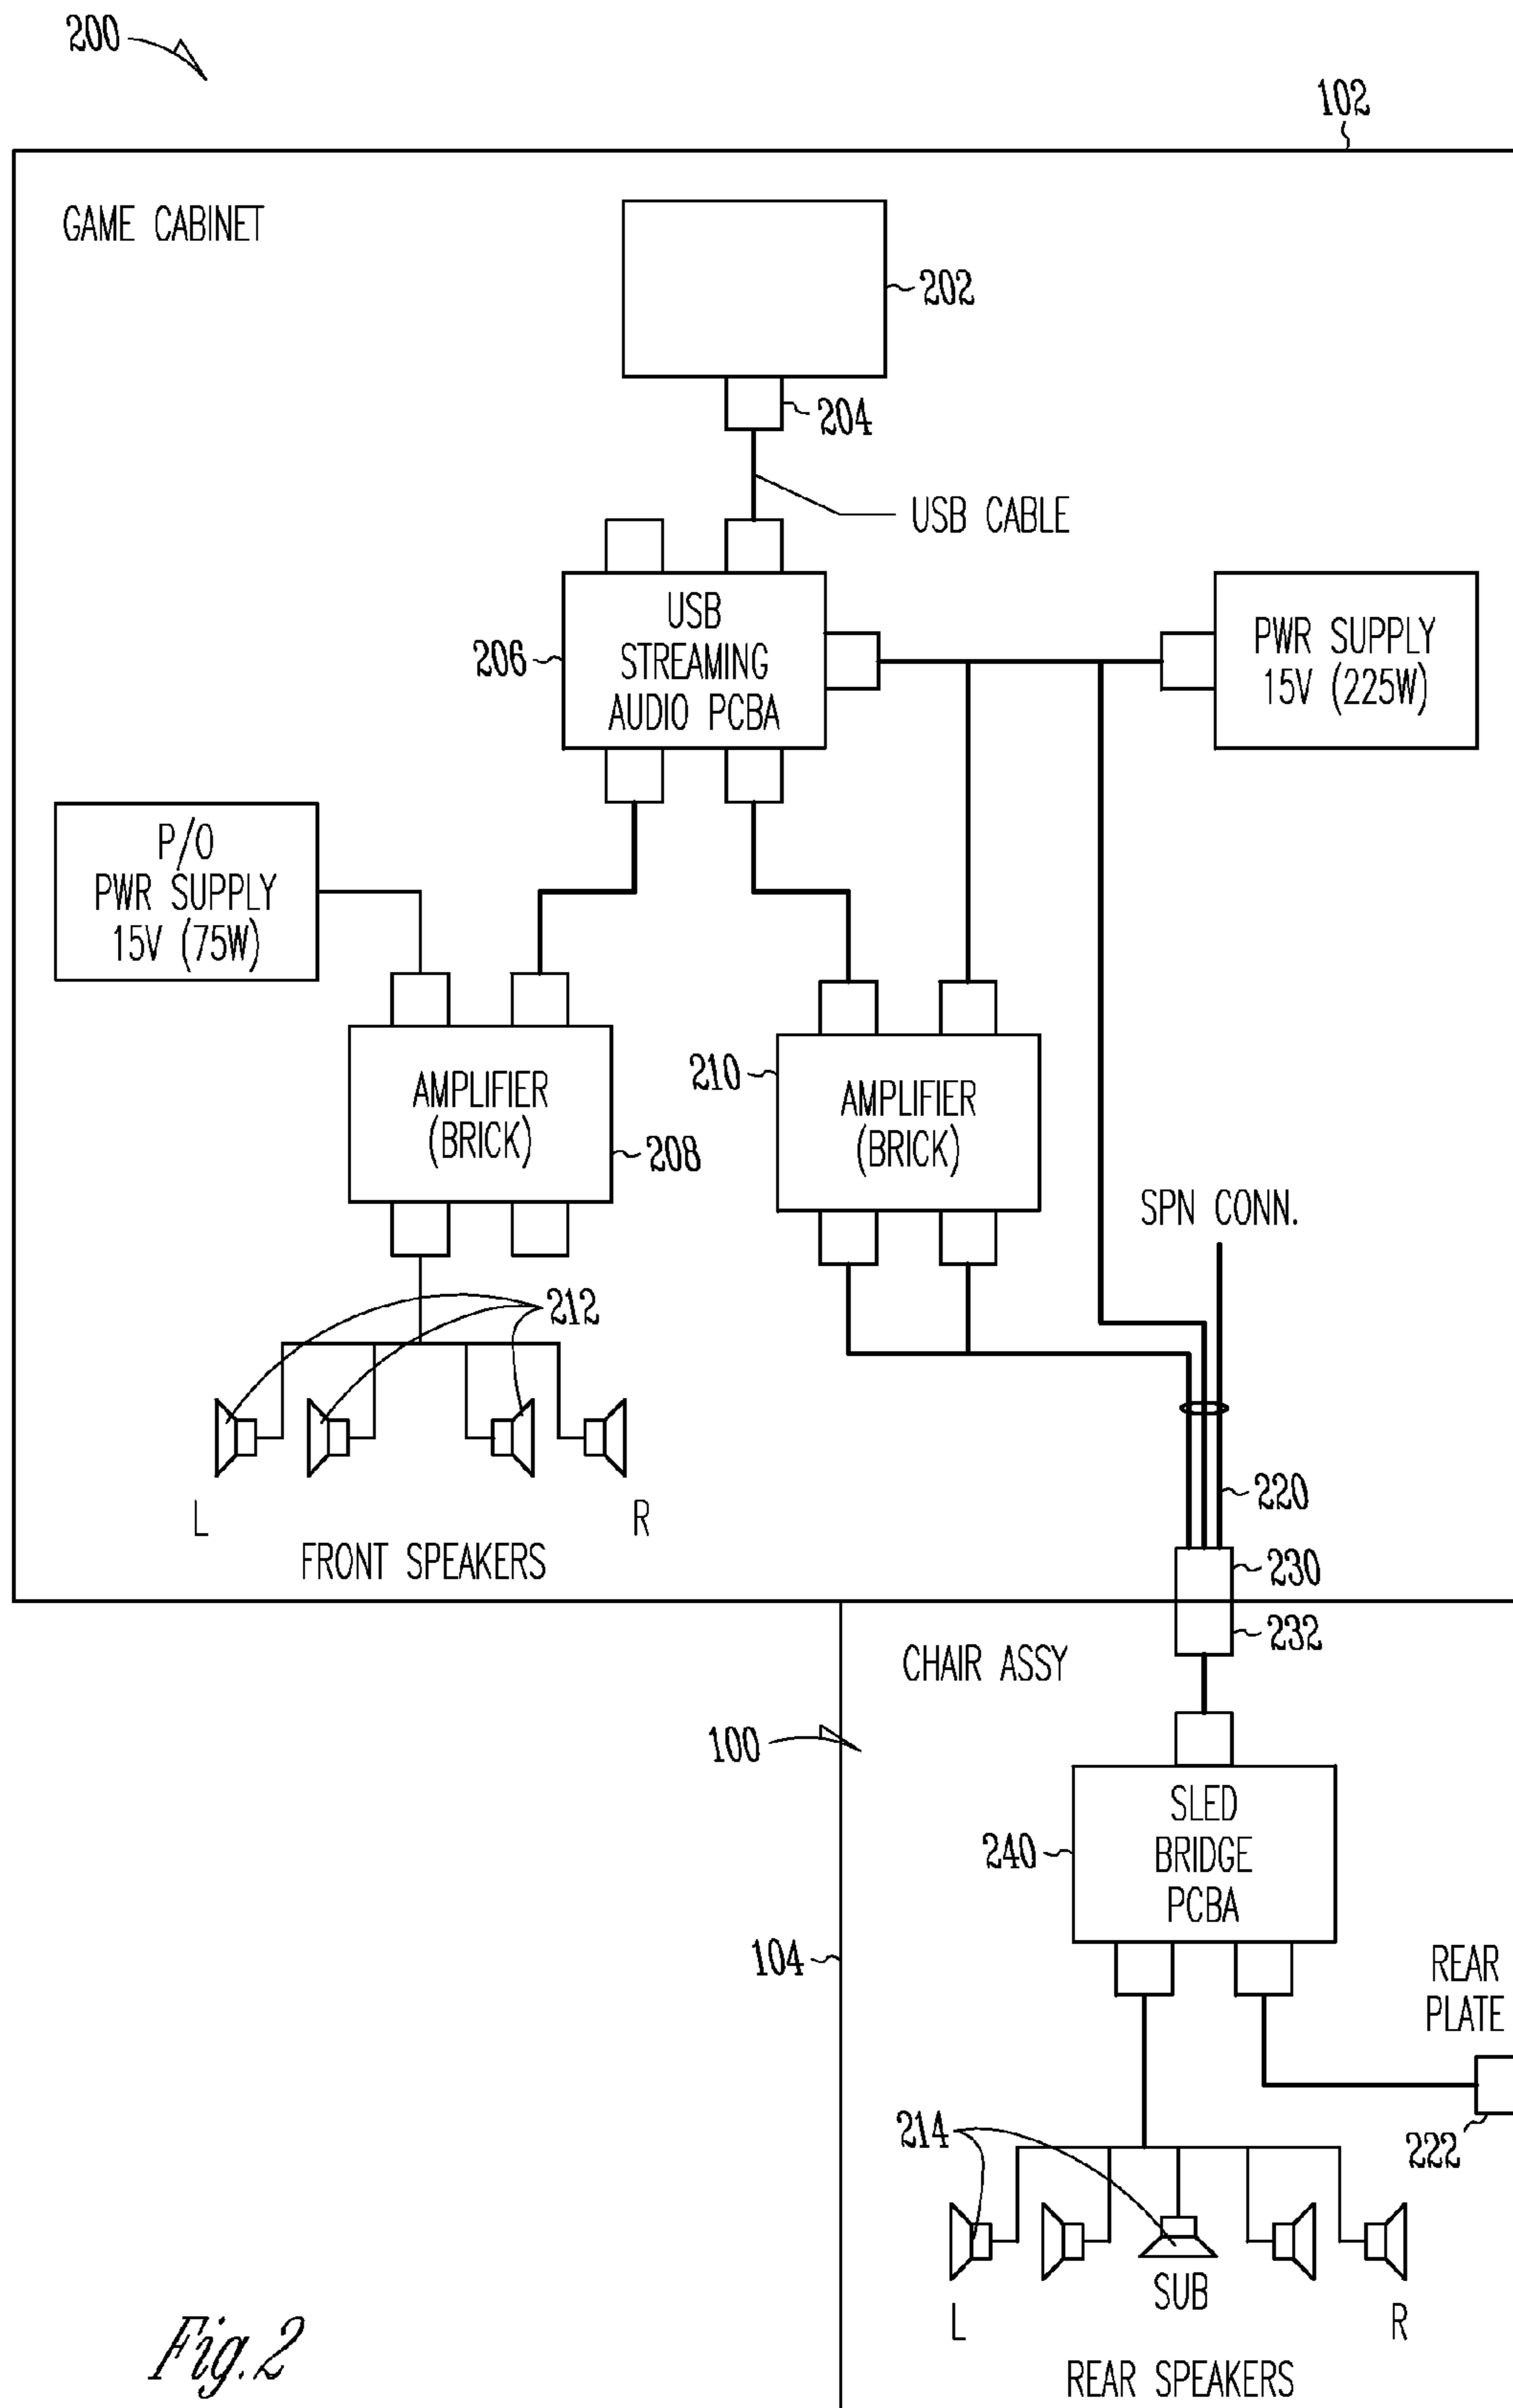 200
102
GAME CABINET
202
204
USB CABLE
206
USB
STREAMING
AUDIO PCBA
PWR SUPPLY
15V (225W)
P/O
PWR SUPPLY
15V (75W)
AMPLIFIER
(BRICK)
208
210
AMPLIFIER
(BRICK)
SPN CONN.
212
L
R
FRONT SPEAKERS
220
230
232
CHAIR ASSY
100
SLED
BRIDGE
PCBA
240
104
REAR
PLATE
222
214
SUB
L
R
REAR SPEAKERS
Fig.2